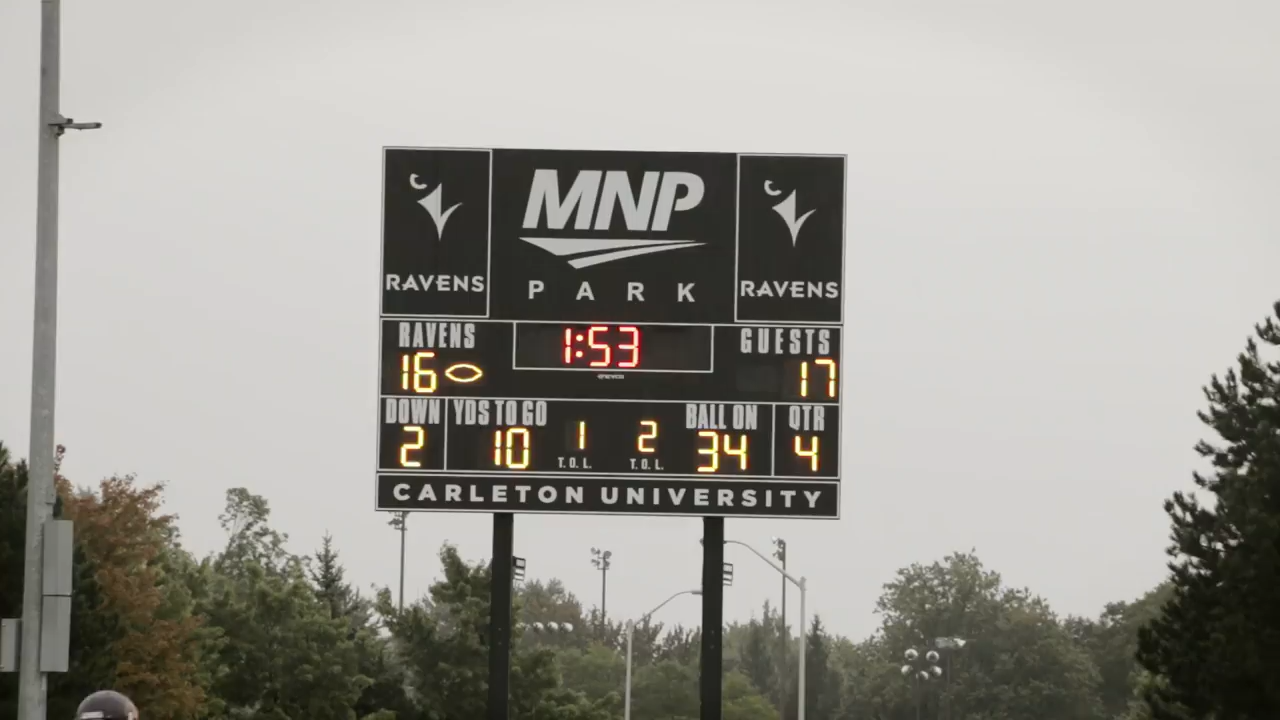 MNP
PARK
RAVENS
RAVENS
RAVENS
1:53
GUESTS
16
17
DOWN
YDS TO GO
BALL ON
QTR
2
10
1
T.O.L.
2
T.O.L.
34
4
CARLETON UNIVERSITY